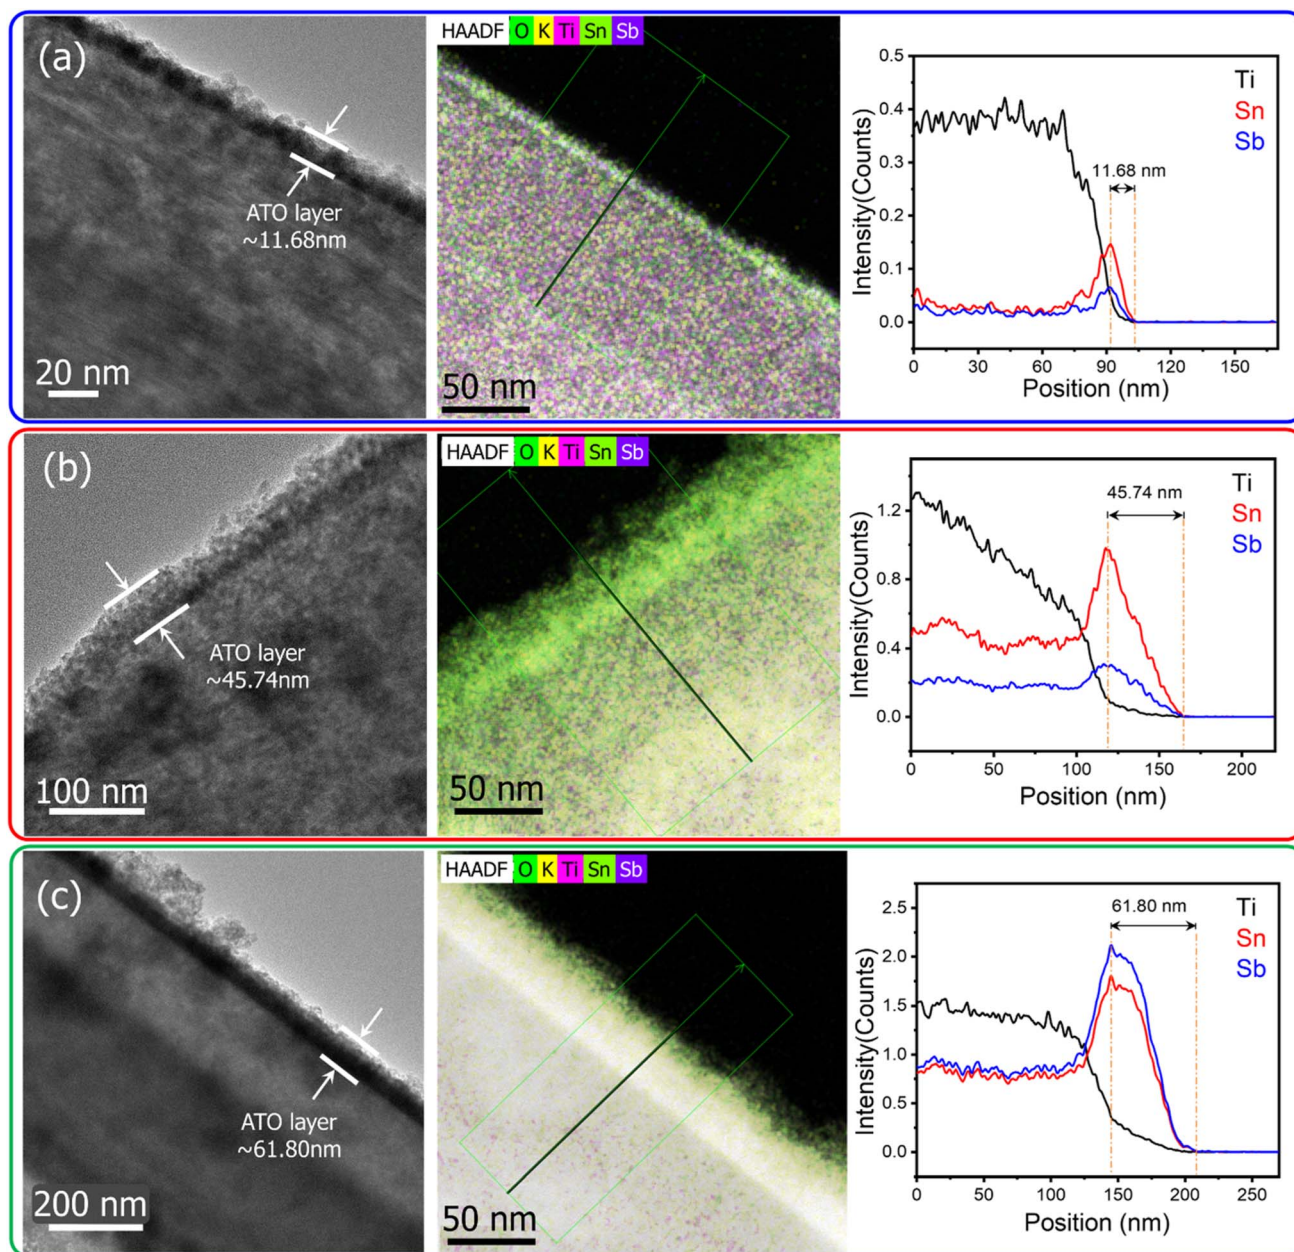 (a)
ATO layer
~11.68nm
20 nm
HAADF O K Ti Sn Sb
50 nm
Intensity(Counts)
0.5
0.4
0.3
0.2
0.1
0.0
Ti
Sn
Sb
11.68 nm
0 30 60 90 120 150
Position (nm)
(b)
ATO layer
~45.74nm
100 nm
HAADF O K Ti Sn Sb
50 nm
Intensity(Counts)
1.2
0.8
0.4
0.0
45.74 nm
Ti
Sn
Sb
0 50 100 150 200
Position (nm)
(c)
ATO layer
~61.80nm
200 nm
HAADF O K Ti Sn Sb
50 nm
Intensity(Counts)
2.5
2.0
1.5
1.0
0.5
0.0
61.80 nm
Ti
Sn
Sb
0 50 100 150 200 250
Position (nm)